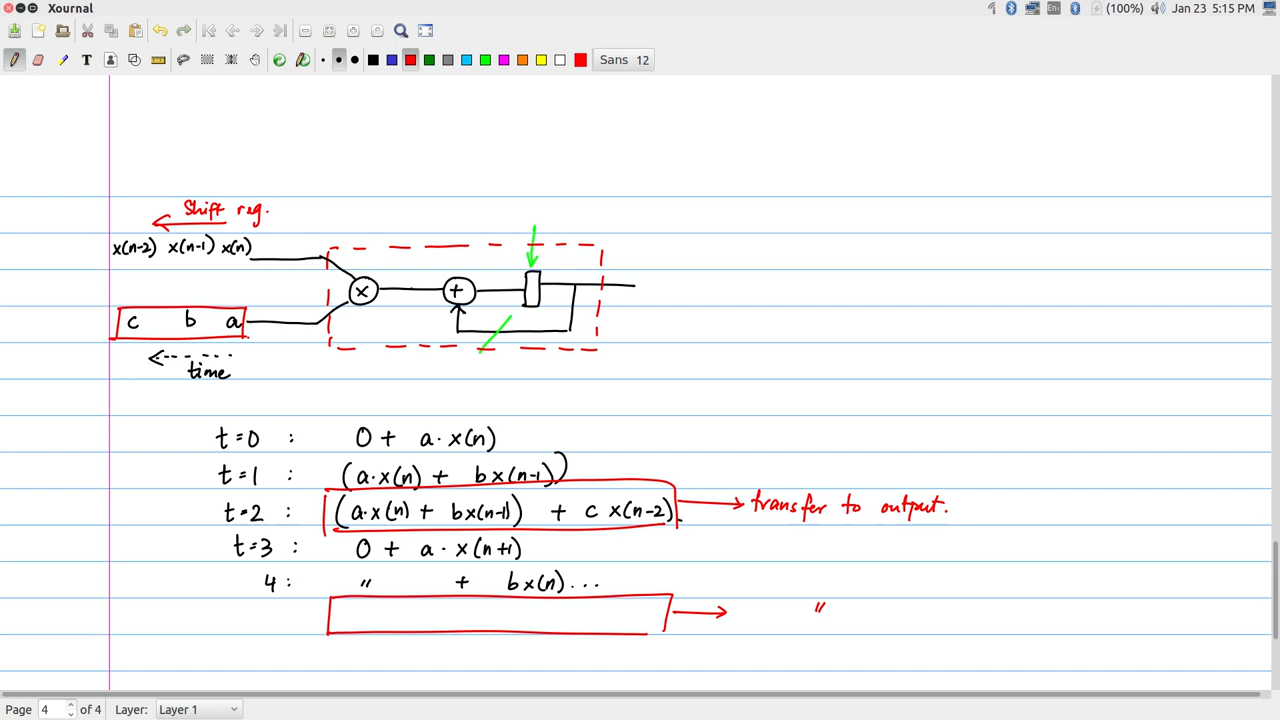 Xournal
En
(100%)
Jan 23 5:15 PM
T
Sans 12
Shift reg.
x(n-2) x(n-1) x(n)
x +
c b a
time
t=0 : 0 + a·x(n)
t=1 : (a·x(n) + bx(n-1))
t=2 : (a·x(n) + bx(n-1)) + c x(n-2). transfer to output.
t=3 : 0 + a·x(n+1)
4 : " + bx(n)...
"
Page 4 of 4 Layer: Layer 1